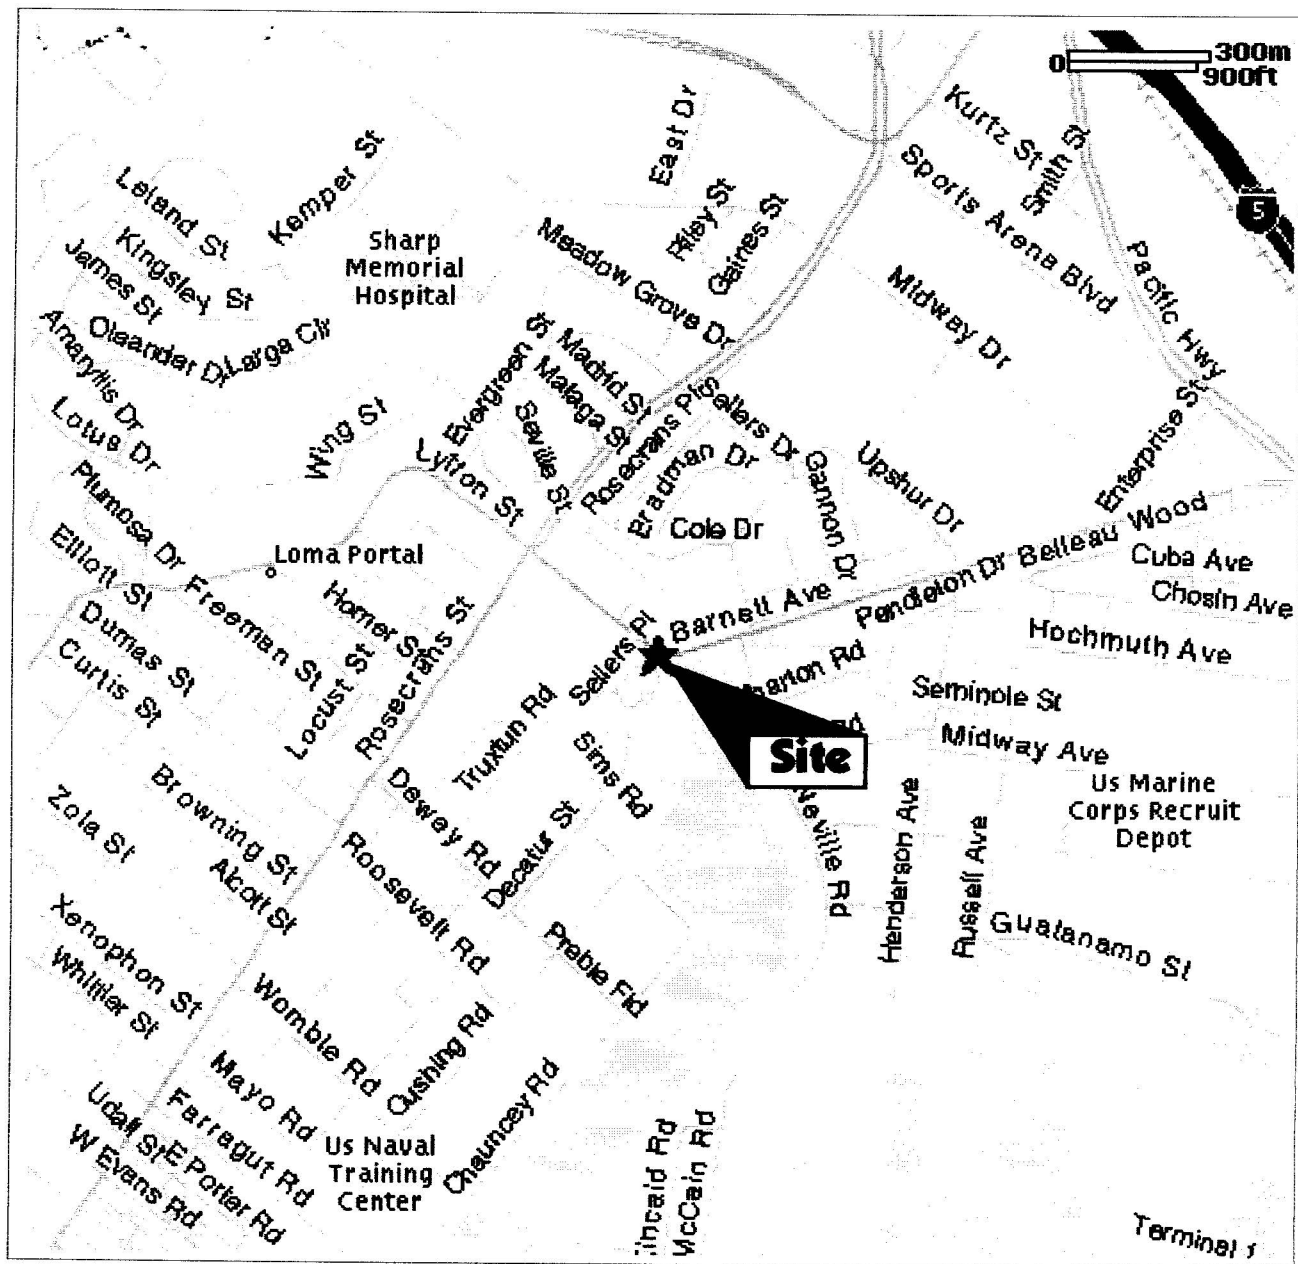 0
300m
900ft
Kurtz St
Smith St
East Dr
Sports Arena Blvd
5
Kemper St
Leland St
Riley St
Gaines St
Kingsley St
James St
Sharp
Memorial
Hospital
Meadow Grove Dr
Midway Dr
Pacific Hwy
Oleander Dr
Larga Cir
Amaryllis Dr
Evergreen St
Madrid St
Malaga St
Lotus Dr
Wing St
Seville St
Rosecrans Pl
Sellers Dr
Enterprise St
Lytton St
Bradman Dr
Gannon Dr
Upshur Dr
Plumosa Dr
Cole Dr
Belleau Wood
Elliott St
Loma Portal
Cuba Ave
Freeman St
Homer S
Barnett Ave
Pendleton Dr
Chosin Ave
Dumas St
Rosecrans St
Hochmuth Ave
Curtis St
Locust St
Sellers Pl
harton Rd
Seminole St
Truxtun Rd
Sims Rd
Site
Midway Ave
Us Marine
Corps Recruit
Depot
Zola St
Browning St
Dewey Rd
Decatur St
Neville Rd
Henderson Ave
Russell Ave
Alcott St
Roosevelt Rd
Guatanamo St
Xenophon St
Preble Fld
Whittier St
Womble Rd
Cushing Rd
Mayo Rd
Chauncey Rd
Udall St
Farragut Rd
Us Naval
Training
Center
W Evans Rd
E Porter Rd
incaid Rd
McCain Rd
Terminal 1